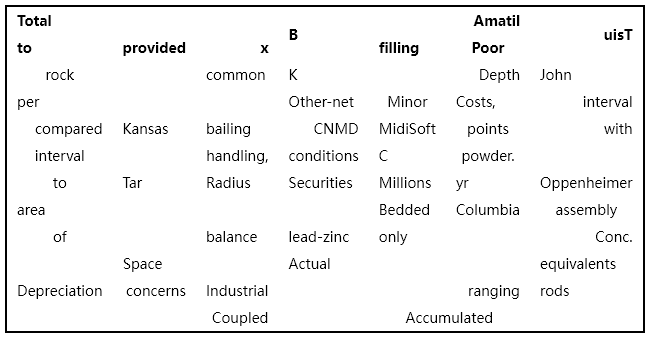 Total Amatil
B uisT
to provided x filling Poor
rock common K Depth John
per Other-net Minor Costs, interval
compared Kansas bailing CNMD MidiSoft points with
interval handling, conditions C powder.
to Tar Radius Securities Millions yr Oppenheimer
area Bedded Columbia assembly
of balance lead-zinc only Conc.
Space Actual equivalents
Depreciation concerns Industrial ranging rods
Coupled Accumulated